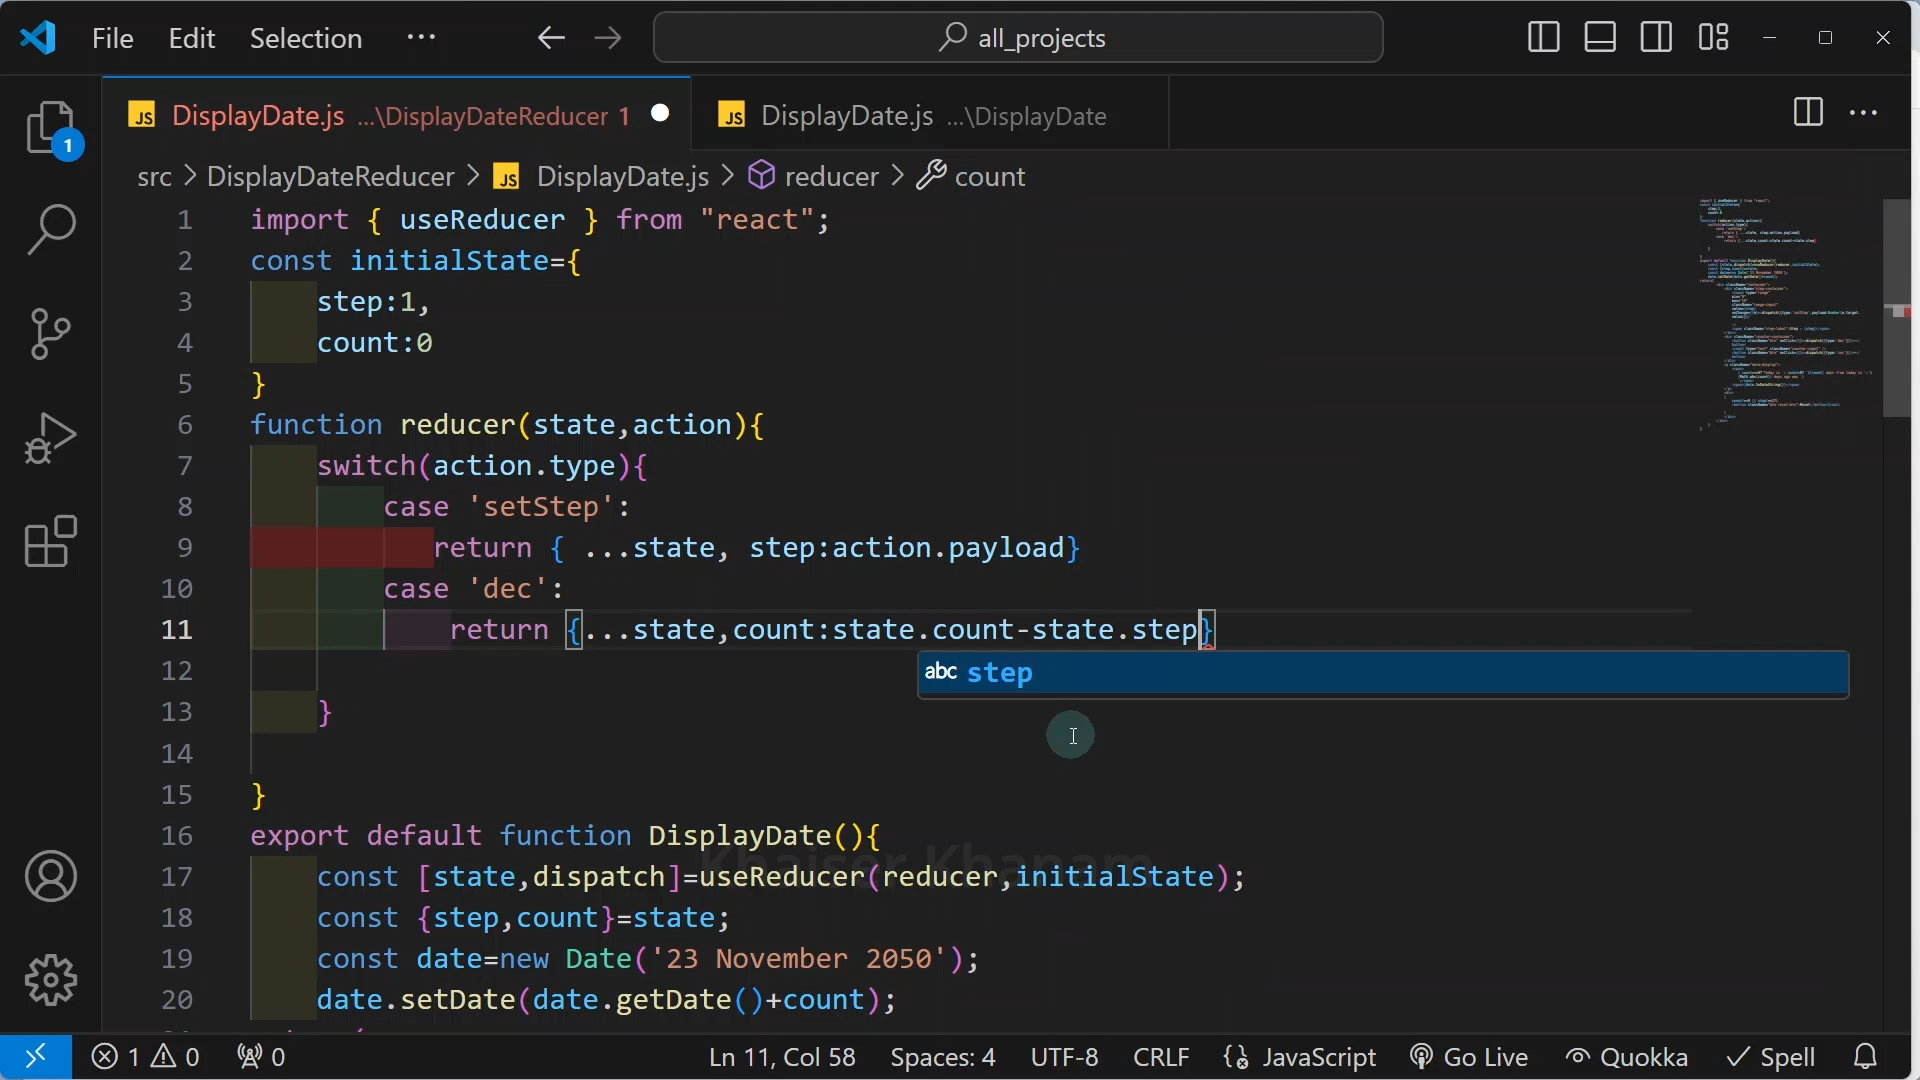 File Edit Selection ··· all_projects
DisplayDate.js ...\DisplayDateReducer 1 DisplayDate.js ...\DisplayDate
src > DisplayDateReducer > DisplayDate.js > reducer > count
1 import { useReducer } from "react";
2 const initialState={
3 step:1,
4 count:0
5 }
6 function reducer(state,action){
7 switch(action.type){
8 case 'setStep':
9 return { ...state, step:action.payload}
10 case 'dec':
11 return {...state,count:state.count-state.step}
abc step
12
13 }
14
15 }
16 export default function DisplayDate(){
Khaiser Khanam
17 const [state,dispatch]=useReducer(reducer,initialState);
18 const {step,count}=state;
19 const date=new Date('23 November 2050');
20 date.setDate(date.getDate()+count);
1 0 0 Ln 11, Col 58 Spaces: 4 UTF-8 CRLF JavaScript Go Live Quokka Spell